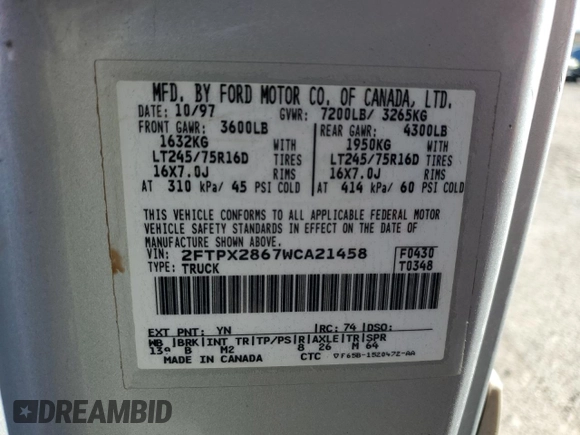 MFD. BY FORD MOTOR CO. OF CANADA, LTD.
DATE: 10/97 GVWR: 7200LB/ 3265KG
FRONT GAWR: 3600LB REAR GAWR: 4300LB
1632KG WITH 1950KG WITH
LT245/75R16D TIRES LT245/75R16D TIRES
16X7.0J RIMS 16X7.0J RIMS
AT 310 kPa/ 45 PSI COLD AT 414 kPa/ 60 PSI COLD
THIS VEHICLE CONFORMS TO ALL APPLICABLE FEDERAL MOTOR
VEHICLE SAFETY STANDARDS IN EFFECT ON THE DATE OF
MANUFACTURE SHOWN ABOVE.
VIN: 2FTPX2867WCA21458 F0430
TYPE: TRUCK T0348
EXT PNT: YN RC: 74 DSO:
WB BRK INT TR TP/PS R AXLE TR SPR
139 B M2 8 26 M 64
MADE IN CANADA CTC
DREAMBID